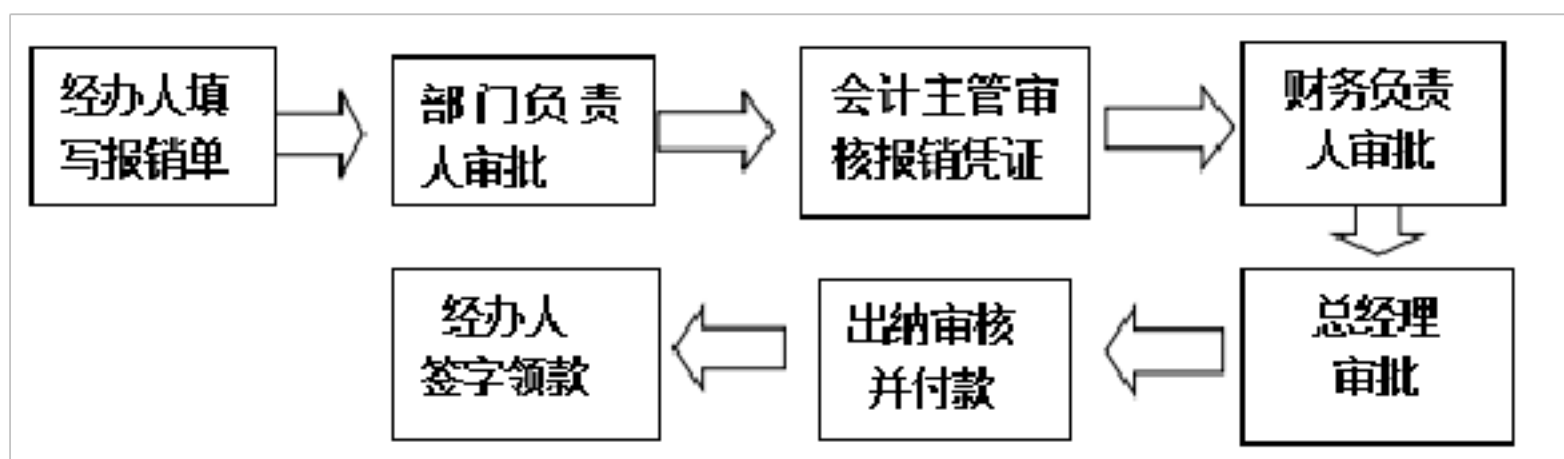 经办人填
写报销单
部门负责
人审批
会计主管审
核报销凭证
财务负责
人审批
总经理
审批
出纳审核
并付款
经办人
签字领款